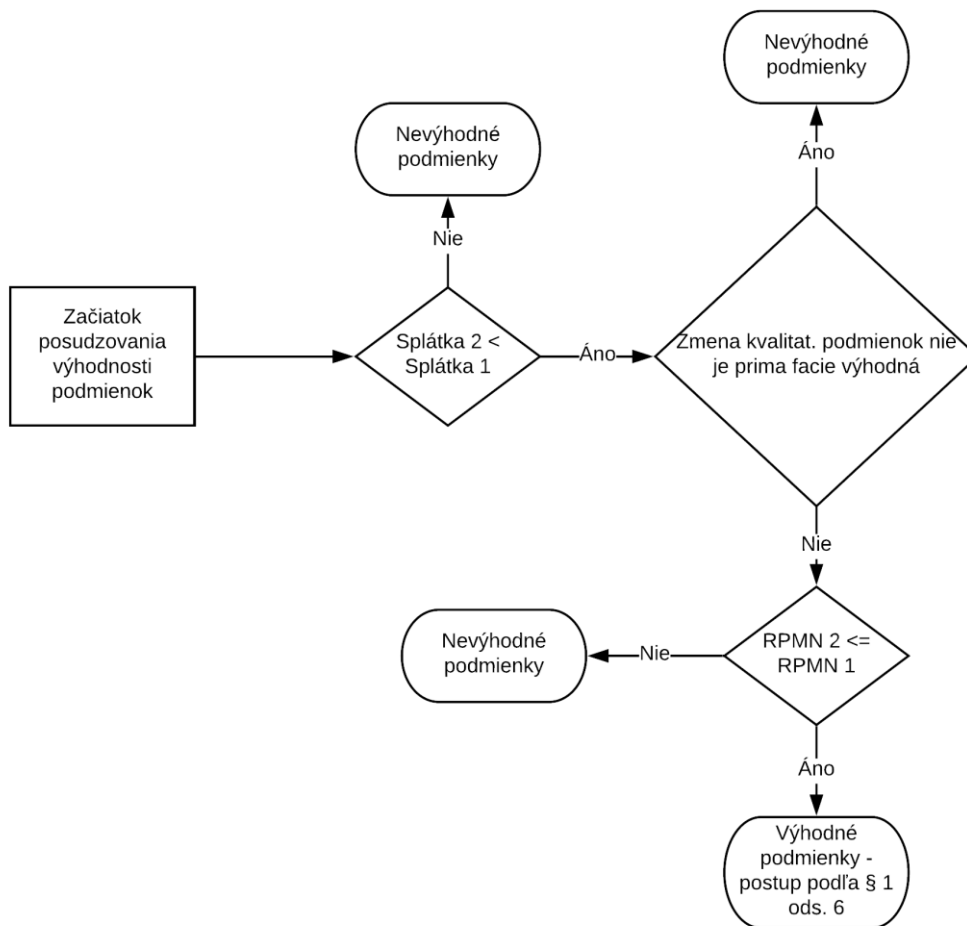 Nevýhodné
podmienky
Áno
Nevýhodné
podmienky
Nie
Začiatok
posudzovania
výhodnosti
podmienok
Splátka 2 <
Splátka 1
Áno
Zmena kvalitat. podmienok nie
je prima facie výhodná
Nie
RPMN 2 <=
RPMN 1
Nie
Nevýhodné
podmienky
Áno
Výhodné
podmienky -
postup podľa § 1
ods. 6